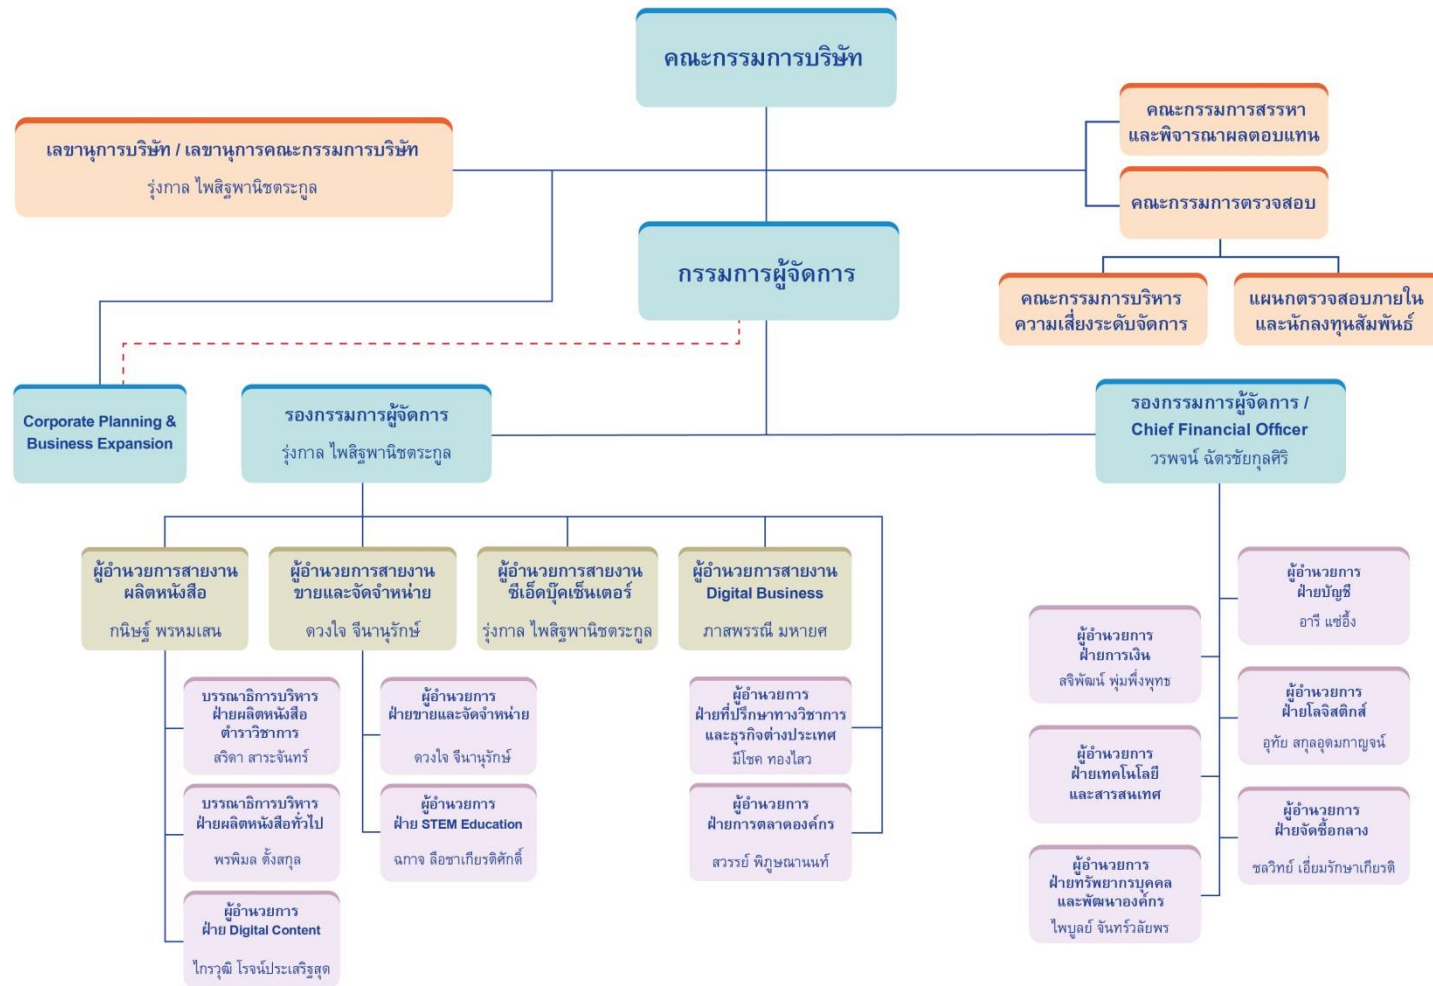 คณะกรรมการบริษัท
คณะกรรมการสรรหา
และพิจารณาผลตอบแทน
เลขานุการบริษัท / เลขานุการคณะกรรมการบริษัท
รุ่งกาล ไพสิฐพานิชตระกูล
คณะกรรมการตรวจสอบ
กรรมการผู้จัดการ
คณะกรรมการบริหาร
ความเสี่ยงระดับจัดการ
แผนกตรวจสอบภายใน
และนักลงทุนสัมพันธ์
Corporate Planning &
Business Expansion
รองกรรมการผู้จัดการ
รุ่งกาล ไพสิฐพานิชตระกูล
รองกรรมการผู้จัดการ /
Chief Financial Officer
วรพจน์ ฉัตรชัยกุลศิริ
ผู้อำนวยการสายงาน
ผลิตหนังสือ
กนิษฐ์ พรหมเสน
ผู้อำนวยการสายงาน
ขายและจัดจำหน่าย
ดวงใจ จีนานุรักษ์
ผู้อำนวยการสายงาน
ซีเอ็ดบุ๊คเซ็นเตอร์
รุ่งกาล ไพสิฐพานิชตระกูล
ผู้อำนวยการสายงาน
Digital Business
ภาสพรรณี มหายศ
บรรณาธิการบริหาร
ฝ่ายผลิตหนังสือ
ตำราวิชาการ
สริดา สาระจันทร์
บรรณาธิการบริหาร
ฝ่ายผลิตหนังสือทั่วไป
พรพิมล ตั้งสกุล
ผู้อำนวยการ
ฝ่าย Digital Content
ไกรวุฒิ โรจน์ประเสริฐสุด
ผู้อำนวยการ
ฝ่ายขายและจัดจำหน่าย
ดวงใจ จีนานุรักษ์
ผู้อำนวยการ
ฝ่าย STEM Education
ฉกาจ ลือชาเกียรติศักดิ์
ผู้อำนวยการ
ฝ่ายที่ปรึกษาทางวิชาการ
และธุรกิจต่างประเทศ
มีโชค ทองไสว
ผู้อำนวยการ
ฝ่ายการตลาดองค์กร
สวรรย์ พิภูษณานนท์
ผู้อำนวยการ
ฝ่ายบัญชี
อารี แซ่อึ้ง
ผู้อำนวยการ
ฝ่ายการเงิน
สจิพัฒน์ พุ่มพึ่งพุทธ
ผู้อำนวยการ
ฝ่ายโลจิสติกส์
อุทัย สกุลอุดมกาญจน์
ผู้อำนวยการ
ฝ่ายเทคโนโลยี
และสารสนเทศ
ผู้อำนวยการ
ฝ่ายจัดซื้อกลาง
ชลวิทย์ เอี่ยมรักษาเกียรติ
ผู้อำนวยการ
ฝ่ายทรัพยากรบุคคล
และพัฒนาองค์กร
ไพบูลย์ จันทร์วลัยพร